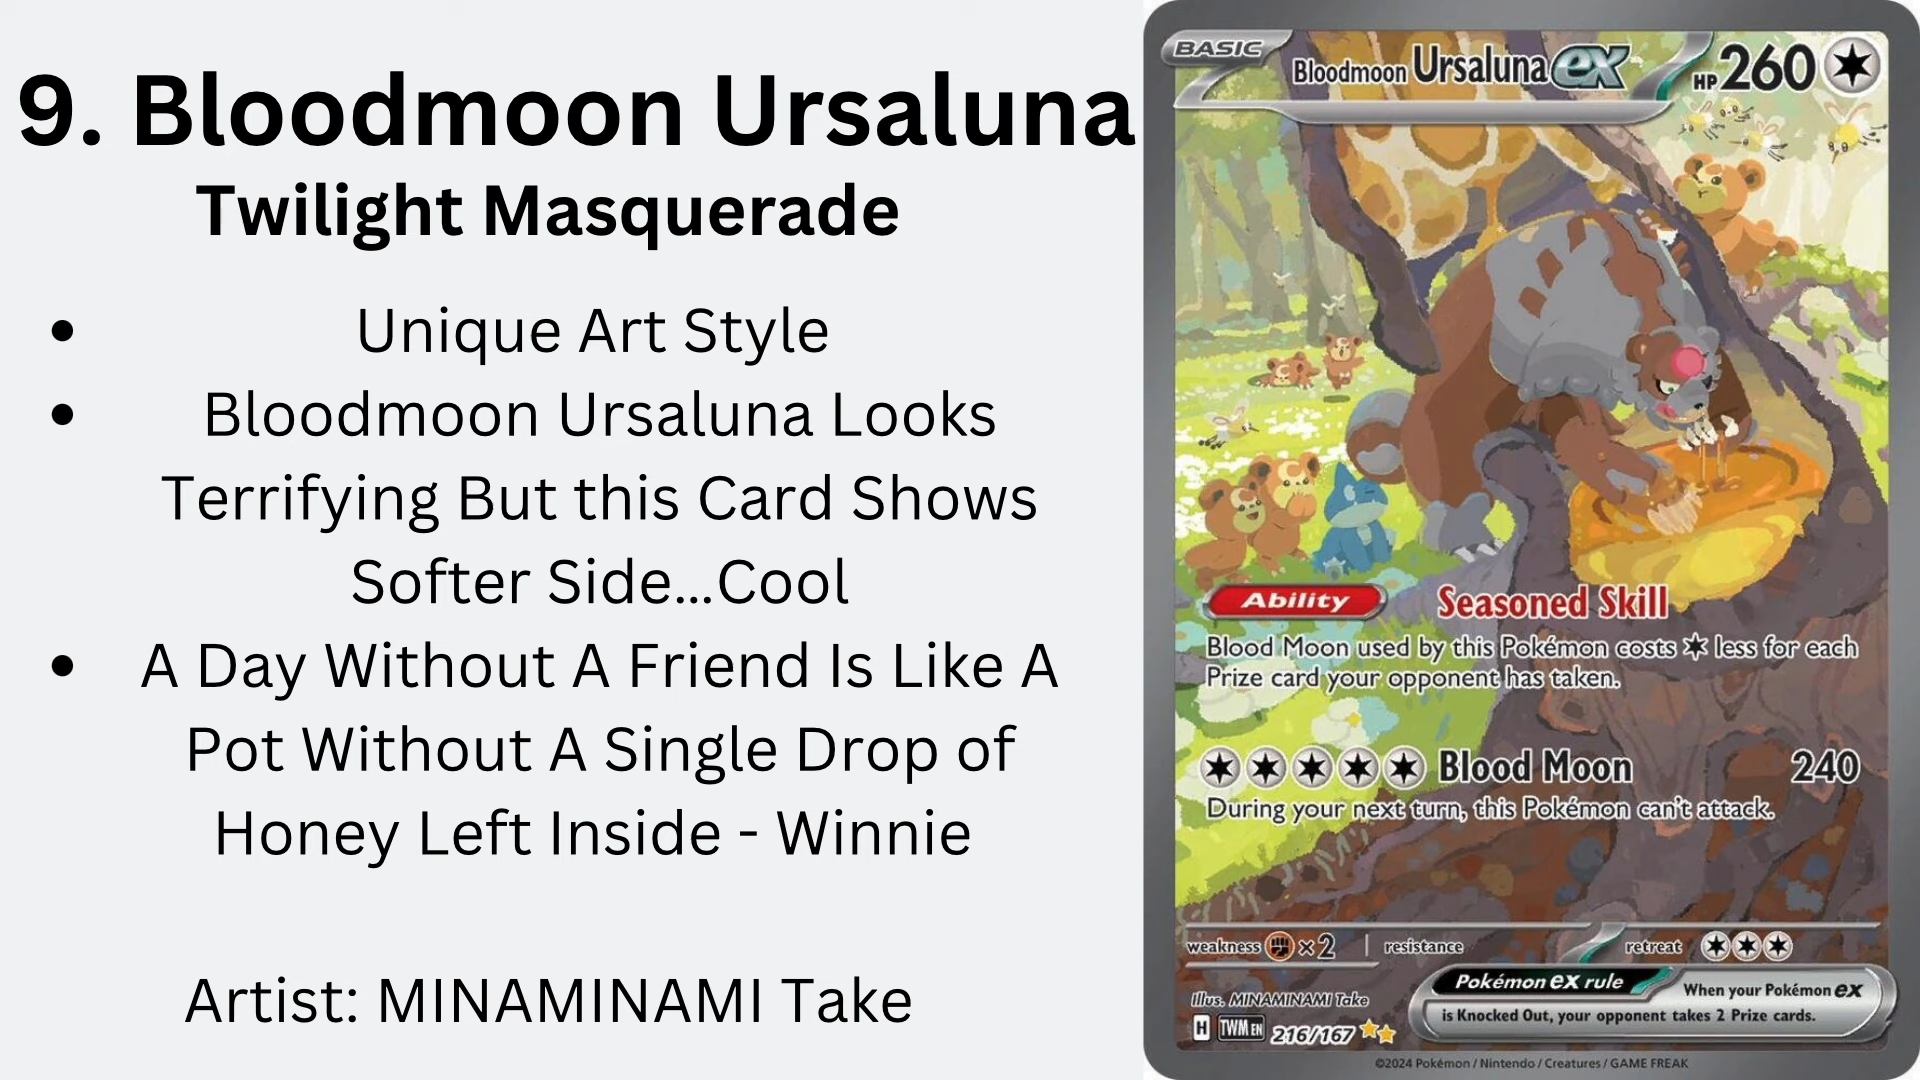 9. Bloodmoon Ursaluna
Twilight Masquerade
• Unique Art Style
• Bloodmoon Ursaluna Looks
Terrifying But this Card Shows
Softer Side...Cool
• A Day Without A Friend Is Like A
Pot Without A Single Drop of
Honey Left Inside - Winnie
Artist: MINAMINAMI Take
BASIC
Bloodmoon Ursaluna ex HP 260
Ability Seasoned Skill
Blood Moon used by this Pokémon costs less for each
Prize card your opponent has taken.
Blood Moon 240
During your next turn, this Pokémon can't attack.
weakness ×2 resistance retreat
Pokémon ex rule
When your Pokémon ex
is Knocked Out, your opponent takes 2 Prize cards.
Illus. MINAMINAMI Take
H TWM EN 216/167
©2024 Pokémon / Nintendo / Creatures / GAME FREAK